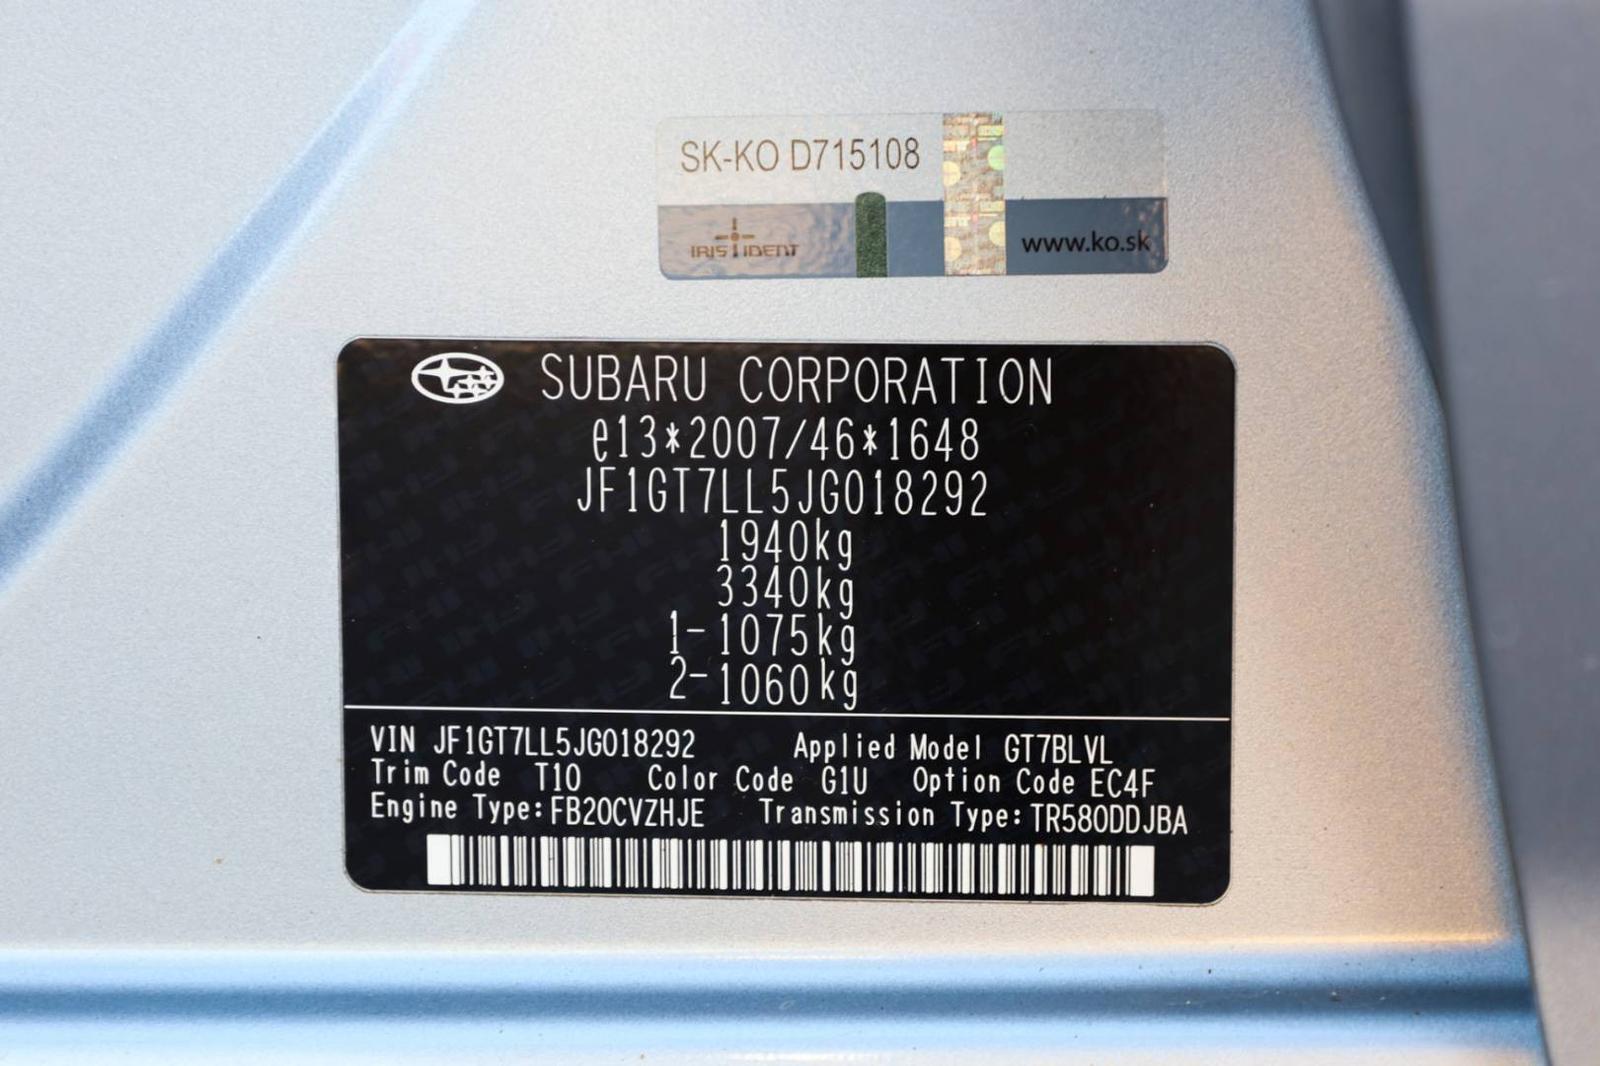 SK-KO D715108
IRIS IDENT
www.ko.sk
SUBARU CORPORATION
e13*2007/46*1648
JF1GT7LL5JG018292
1940kg
3340kg
1-1075kg
2-1060kg
VIN JF1GT7LL5JG018292 Applied Model GT7BLVL
Trim Code T10 Color Code G1U Option Code EC4F
Engine Type:FB20CVZHJE Transmission Type:TR580DDJBA